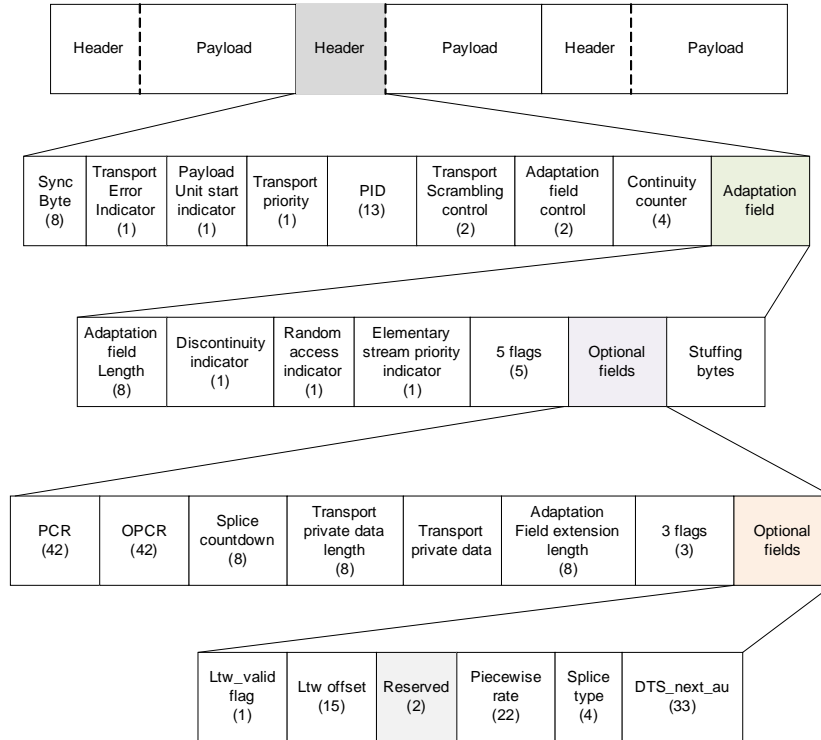 Header
Payload
Header
Payload
Header
Payload
Sync
Byte
(8)
Transport
Error
Indicator
(1)
Payload
Unit start
indicator
(1)
Transport
priority
(1)
PID
(13)
Transport
Scrambling
control
(2)
Adaptation
field
control
(2)
Continuity
counter
(4)
Adaptation
field
Adaptation
field
Length
(8)
Discontinuity
indicator
(1)
Random
access
indicator
(1)
Elementary
stream priority
indicator
(1)
5 flags
(5)
Optional
fields
Stuffing
bytes
PCR
(42)
OPCR
(42)
Splice
countdown
(8)
Transport
private data
length
(8)
Transport
private data
Adaptation
Field extension
length
(8)
3 flags
(3)
Optional
fields
Ltw_valid
flag
(1)
Ltw offset
(15)
Reserved
(2)
Piecewise
rate
(22)
Splice
type
(4)
DTS_next_au
(33)